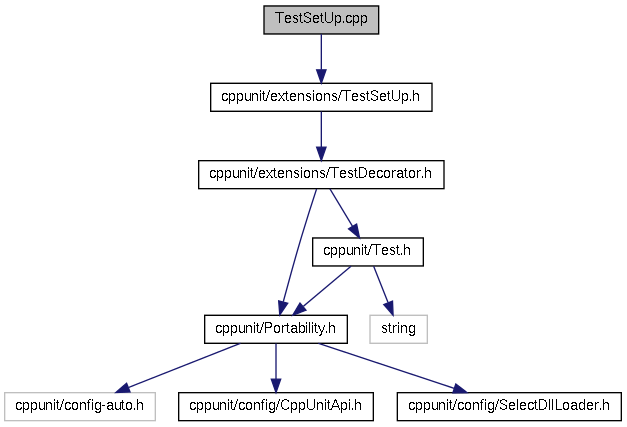 TestSetUp.cpp
cppunit/extensions/TestSetUp.h
cppunit/extensions/TestDecorator.h
cppunit/Test.h
cppunit/Portability.h
string
cppunit/config-auto.h
cppunit/config/CppUnitApi.h
cppunit/config/SelectDllLoader.h